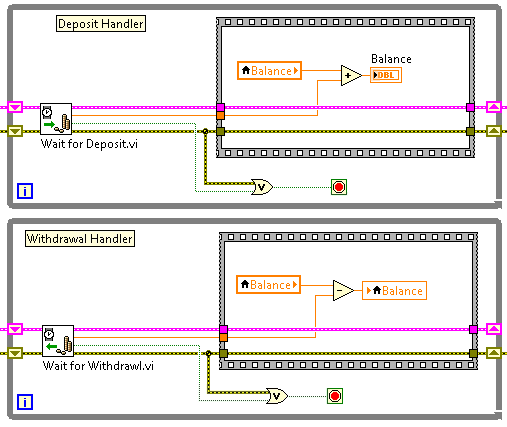 Deposit Handler
Balance
Balance
+
DBL
Wait for Deposit.vi
V
i
Withdrawal Handler
Balance
−
Balance
Wait for Withdrawl.vi
V
i